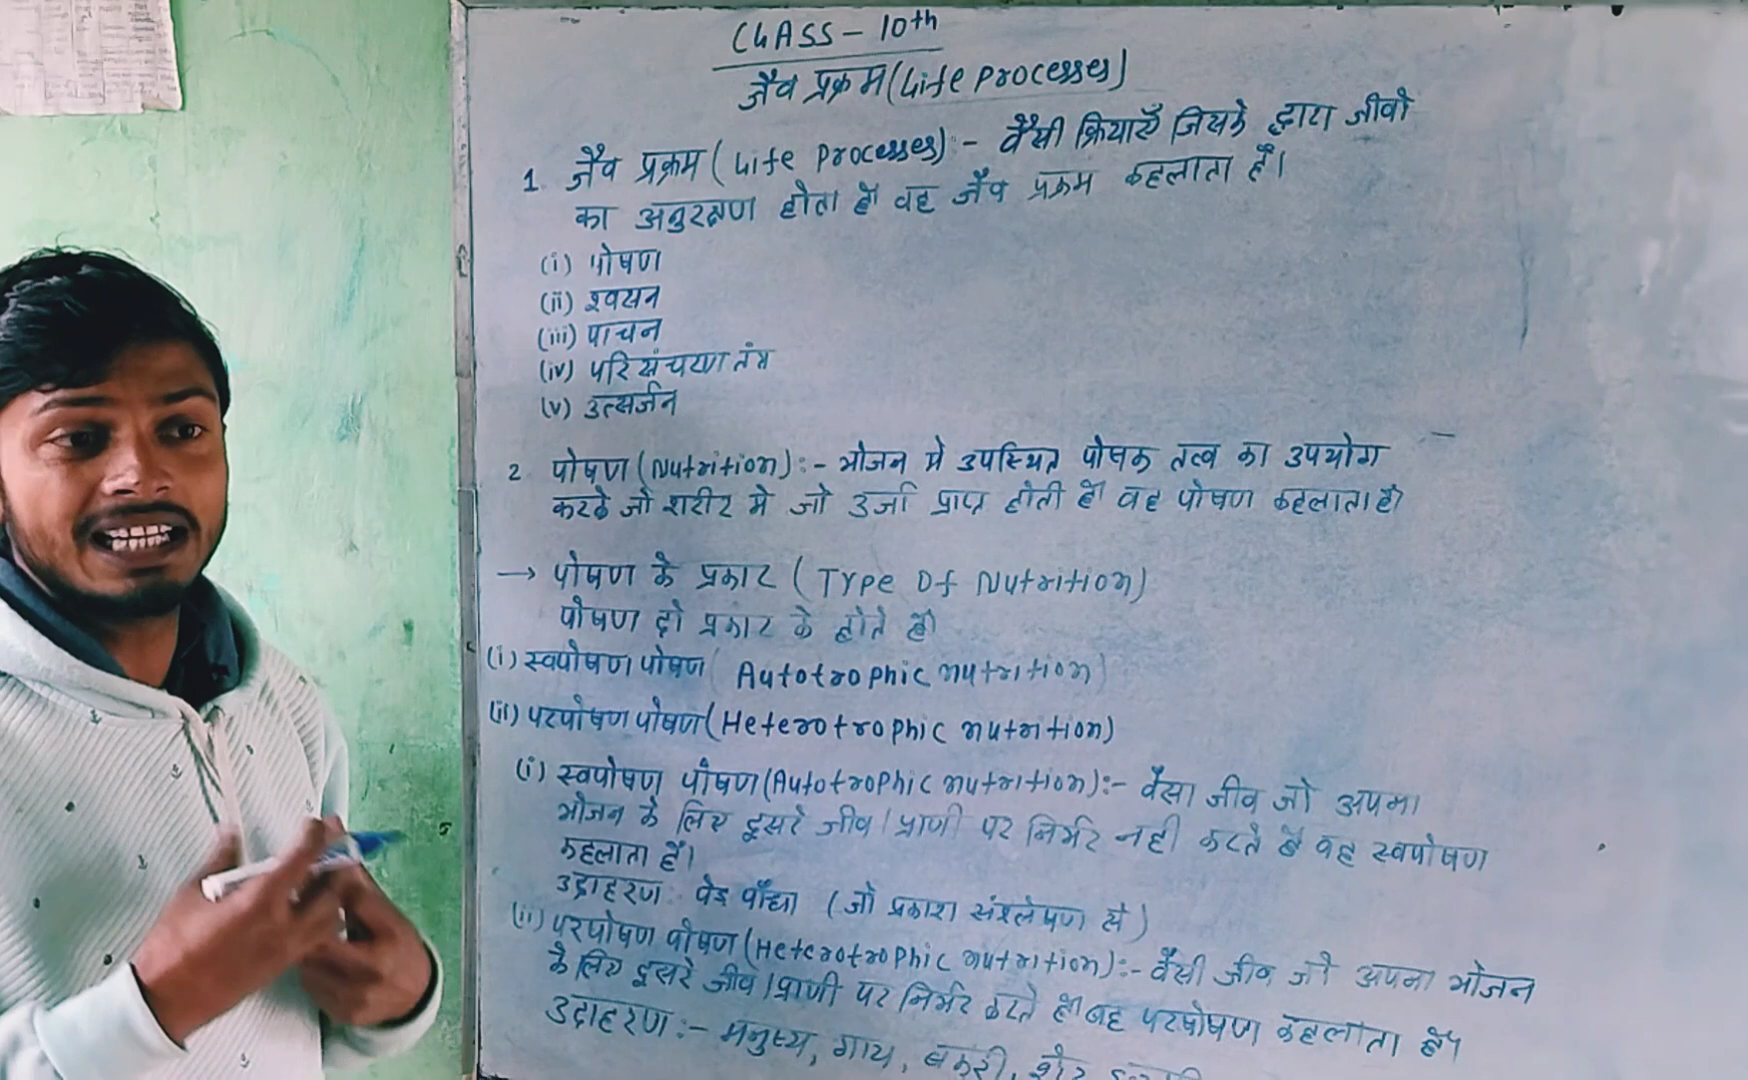 CLASS - 10th
जैव प्रक्रम (Life Processes)
1. जैव प्रक्रम (Life Processes) :- वैसी क्रियाएँ जिसके द्वारा जीवो
का अनुरक्षण होता है वह जैव प्रक्रम कहलाता है।
(i) पोषण
(ii) श्वसन
(iii) पाचन
(iv) परिसंचरण तंत्र
(v) उत्सर्जन
2. पोषण (Nutrition) :- भोजन मे उपस्थित पोषक तत्व का उपयोग
करके जो शरीर मे जो उर्जा प्राप्त होती है वह पोषण कहलाता है
→ पोषण के प्रकार (Type Of Nutrition)
पोषण दो प्रकार के होते है
(i) स्वपोषण पोषण (Autotrophic nutrition)
(ii) परपोषण पोषण (Heterotrophic nutrition)
(i) स्वपोषण पोषण (Autotrophic nutrition) :- वैसा जीव जो अपना
भोजन के लिए दूसरे जीव/प्राणी पर निर्भर नही करते है वह स्वपोषण
कहलाता है।
उदाहरण पेड़ पौधा (जो प्रकाश संश्लेषण से)
(ii) परपोषण पोषण (Heterotrophic nutrition) :- वैसी जीव जो अपना भोजन
के लिए दूसरे जीव/प्राणी पर निर्भर करते है वह परपोषण कहलाता है।
उदाहरण :- मनुष्य, गाय, बकरी, शेर